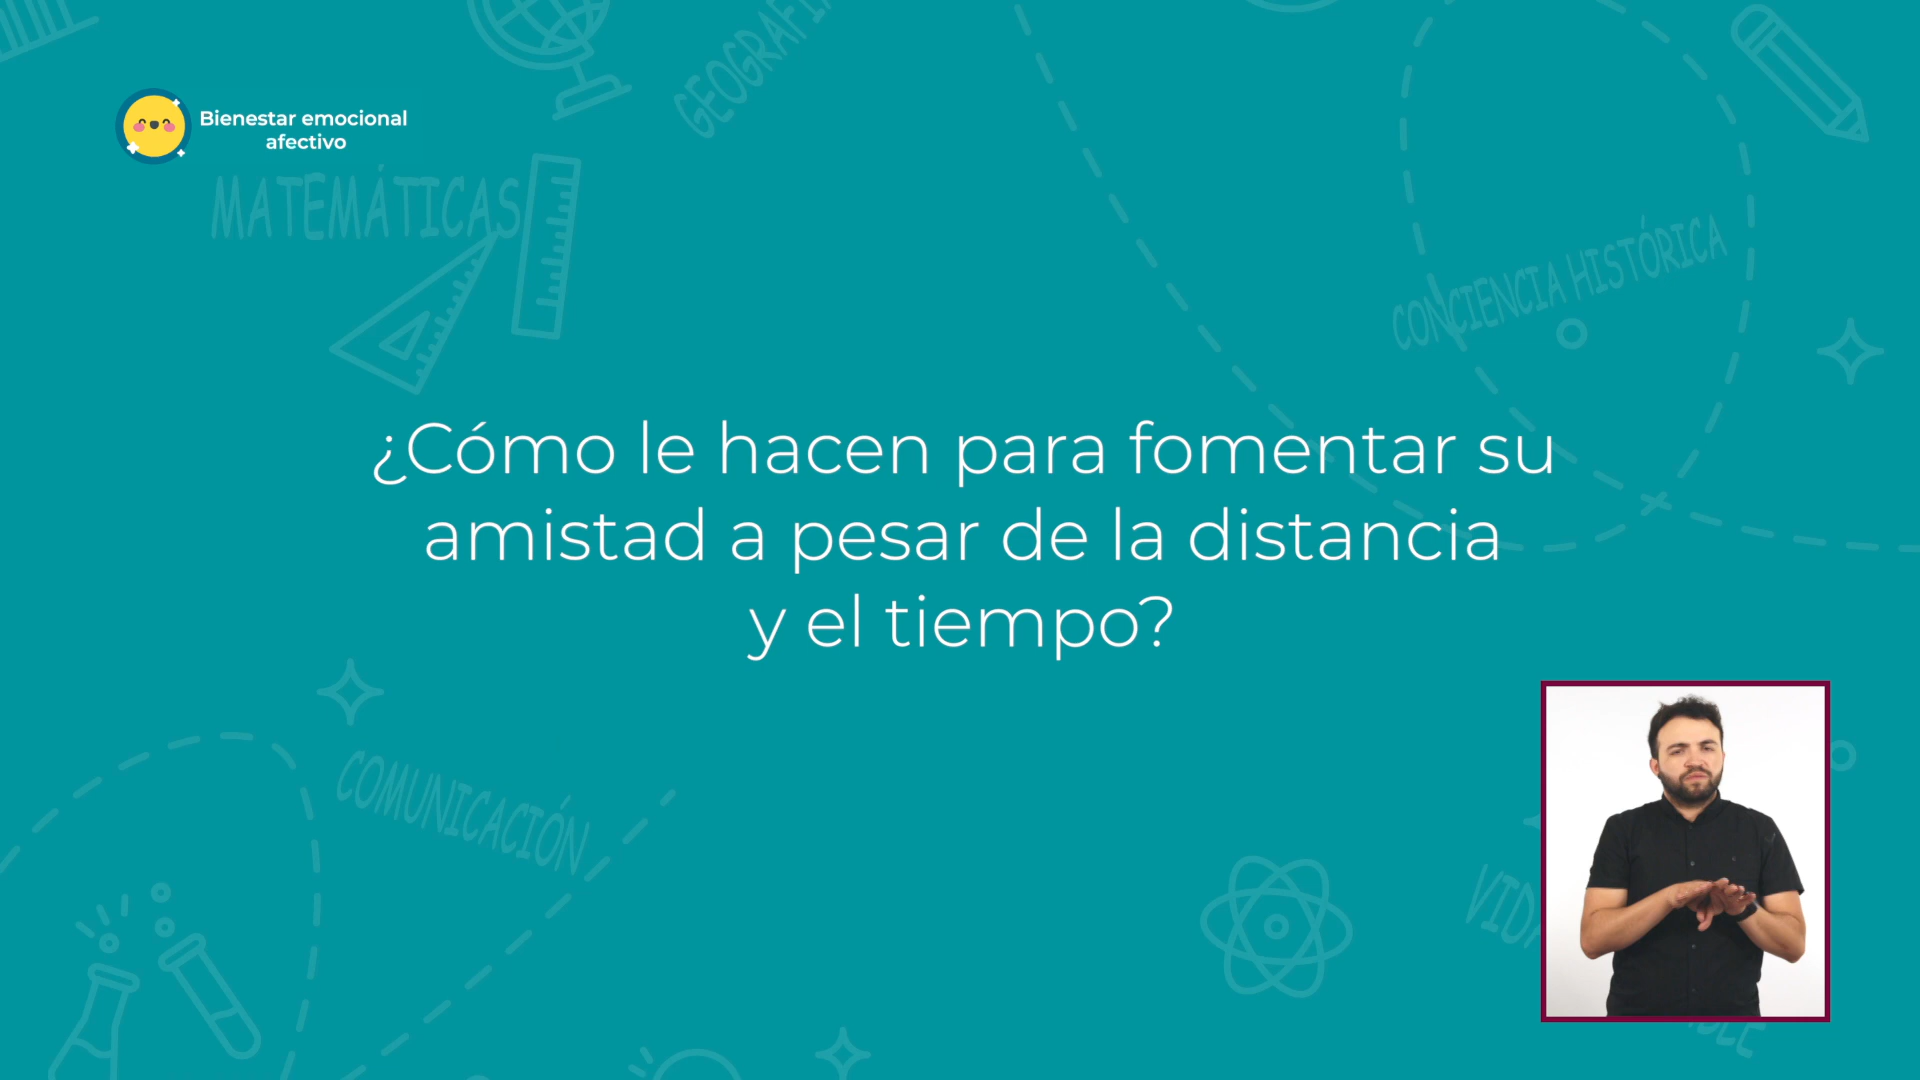 GEOGRAFÍA
Bienestar emocional
afectivo
MATEMÁTICAS
CONCIENCIA HISTÓRICA
¿Cómo le hacen para fomentar su
amistad a pesar de la distancia
y el tiempo?
COMUNICACIÓN